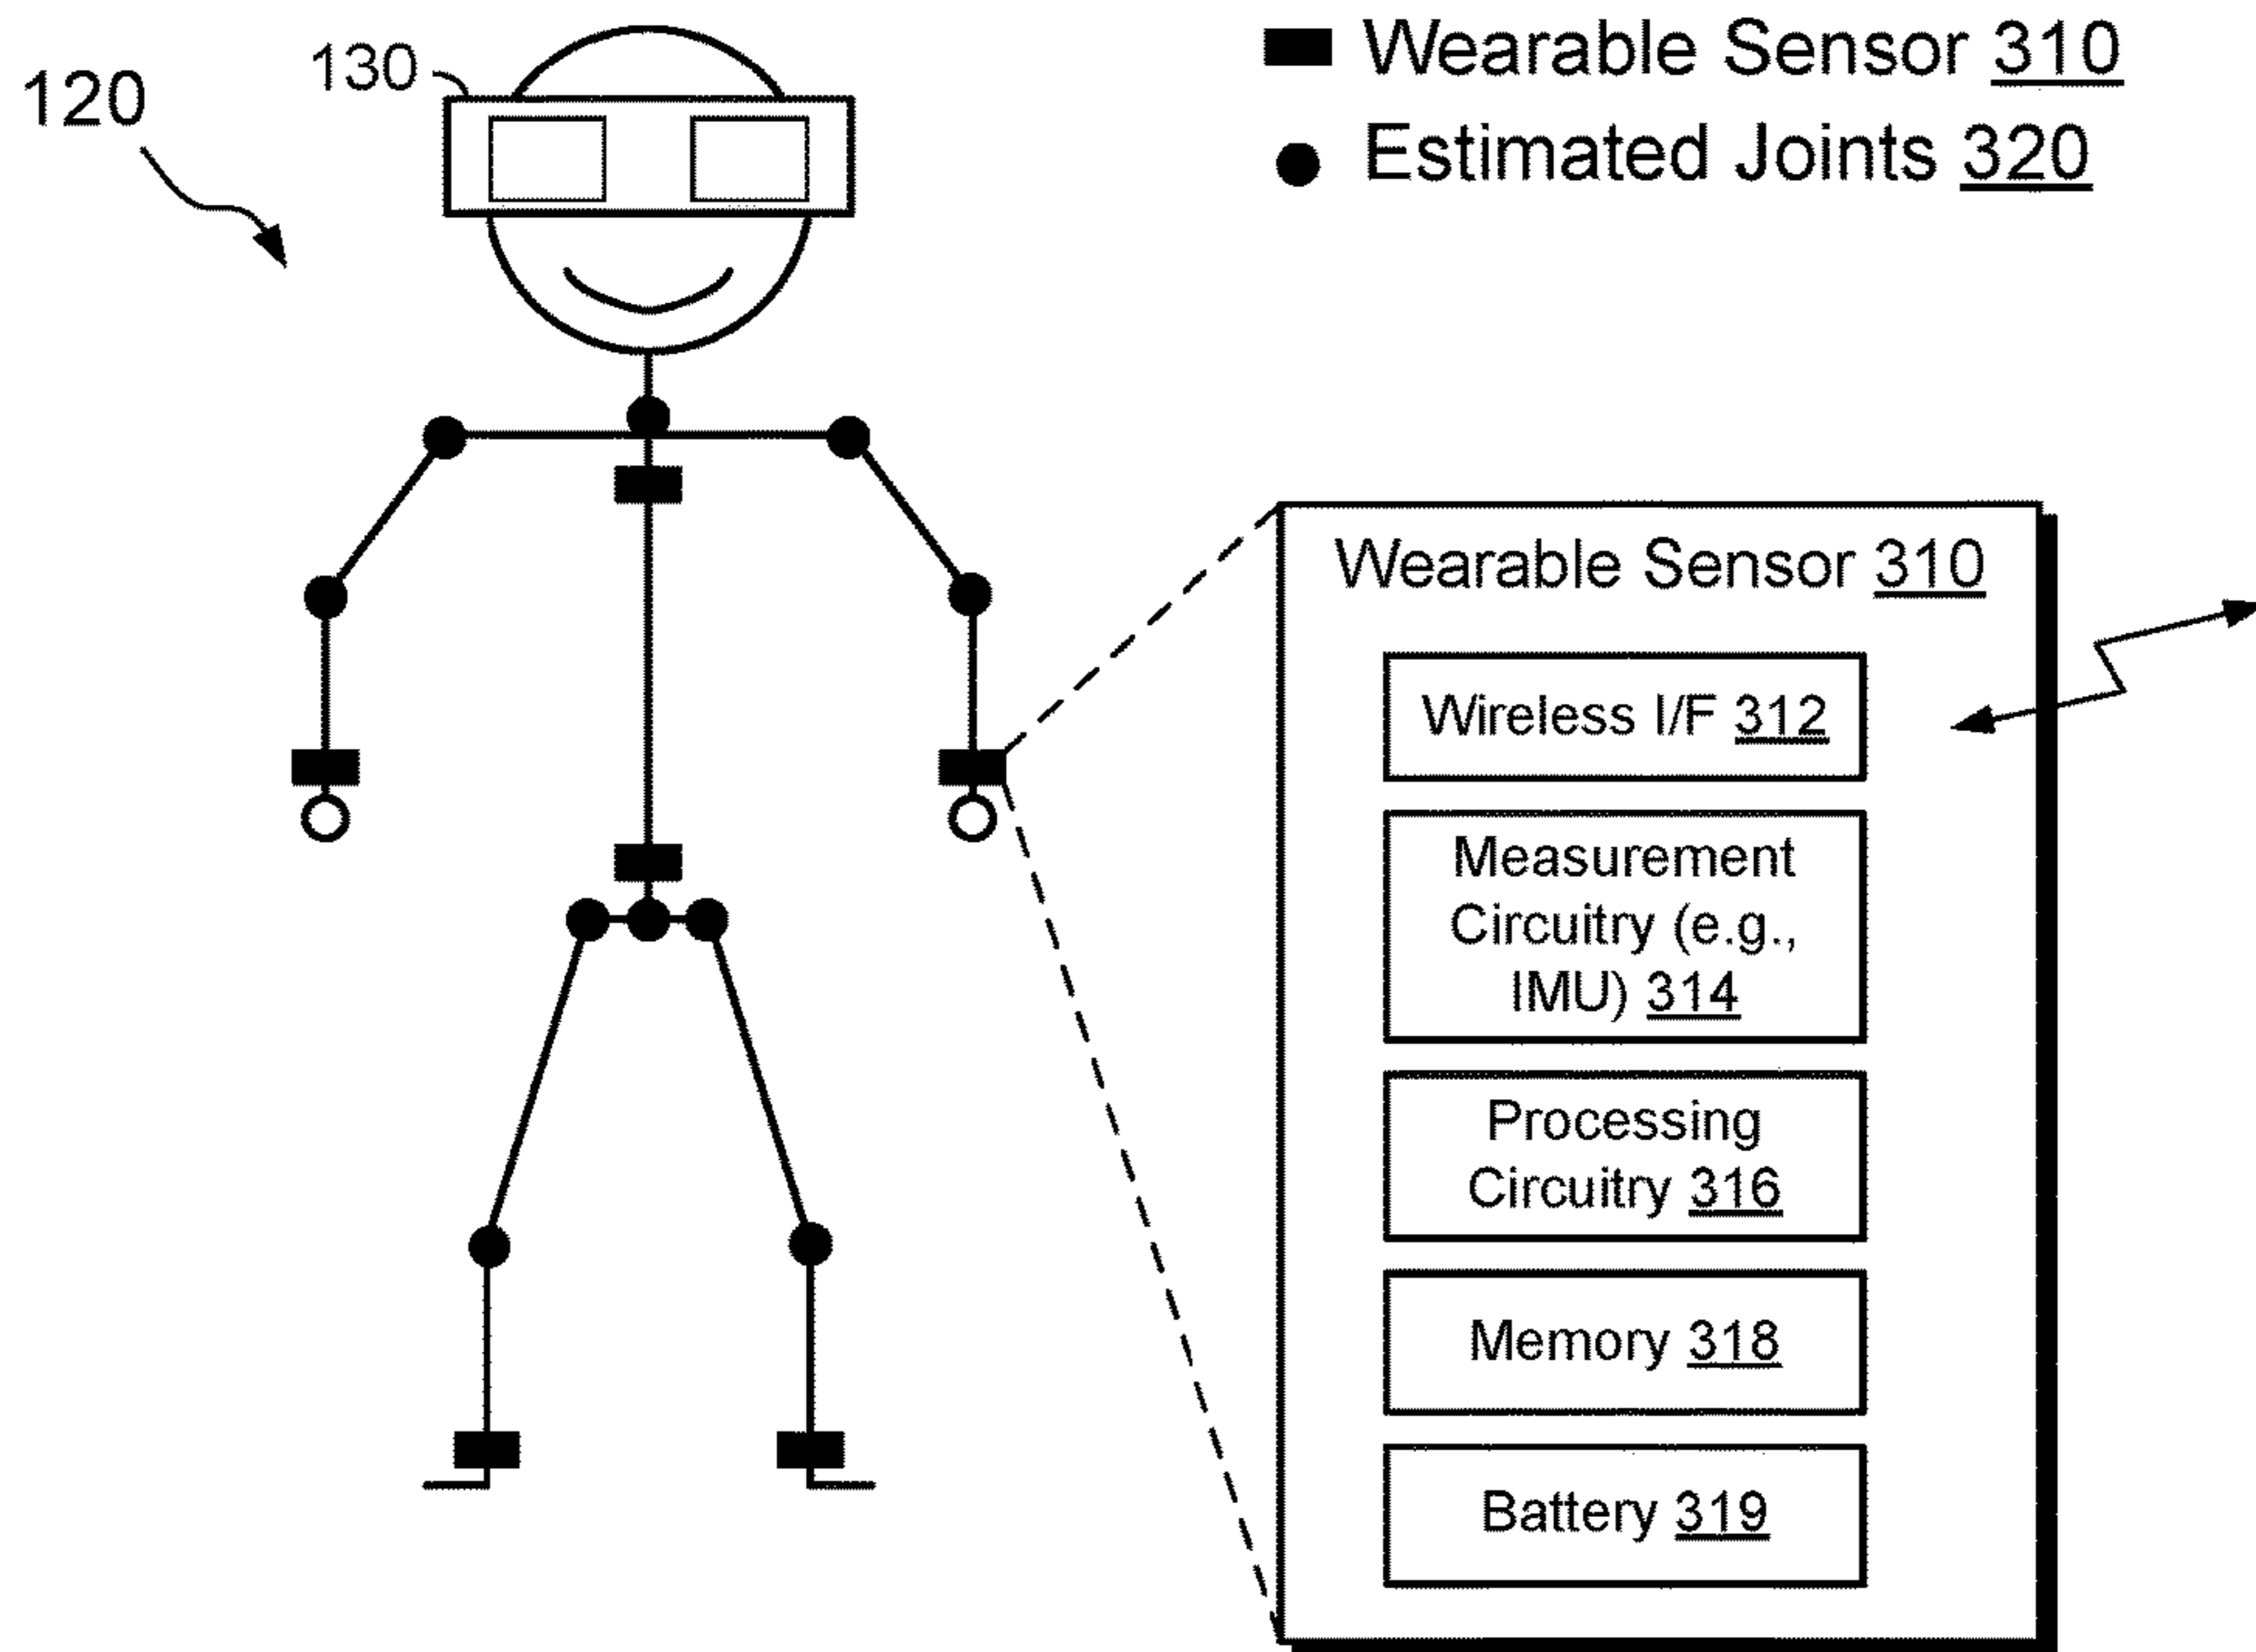 120
130
Wearable Sensor 310
Estimated Joints 320
Wearable Sensor 310
Wireless I/F 312
Measurement
Circuitry (e.g.,
IMU) 314
Processing
Circuitry 316
Memory 318
Battery 319